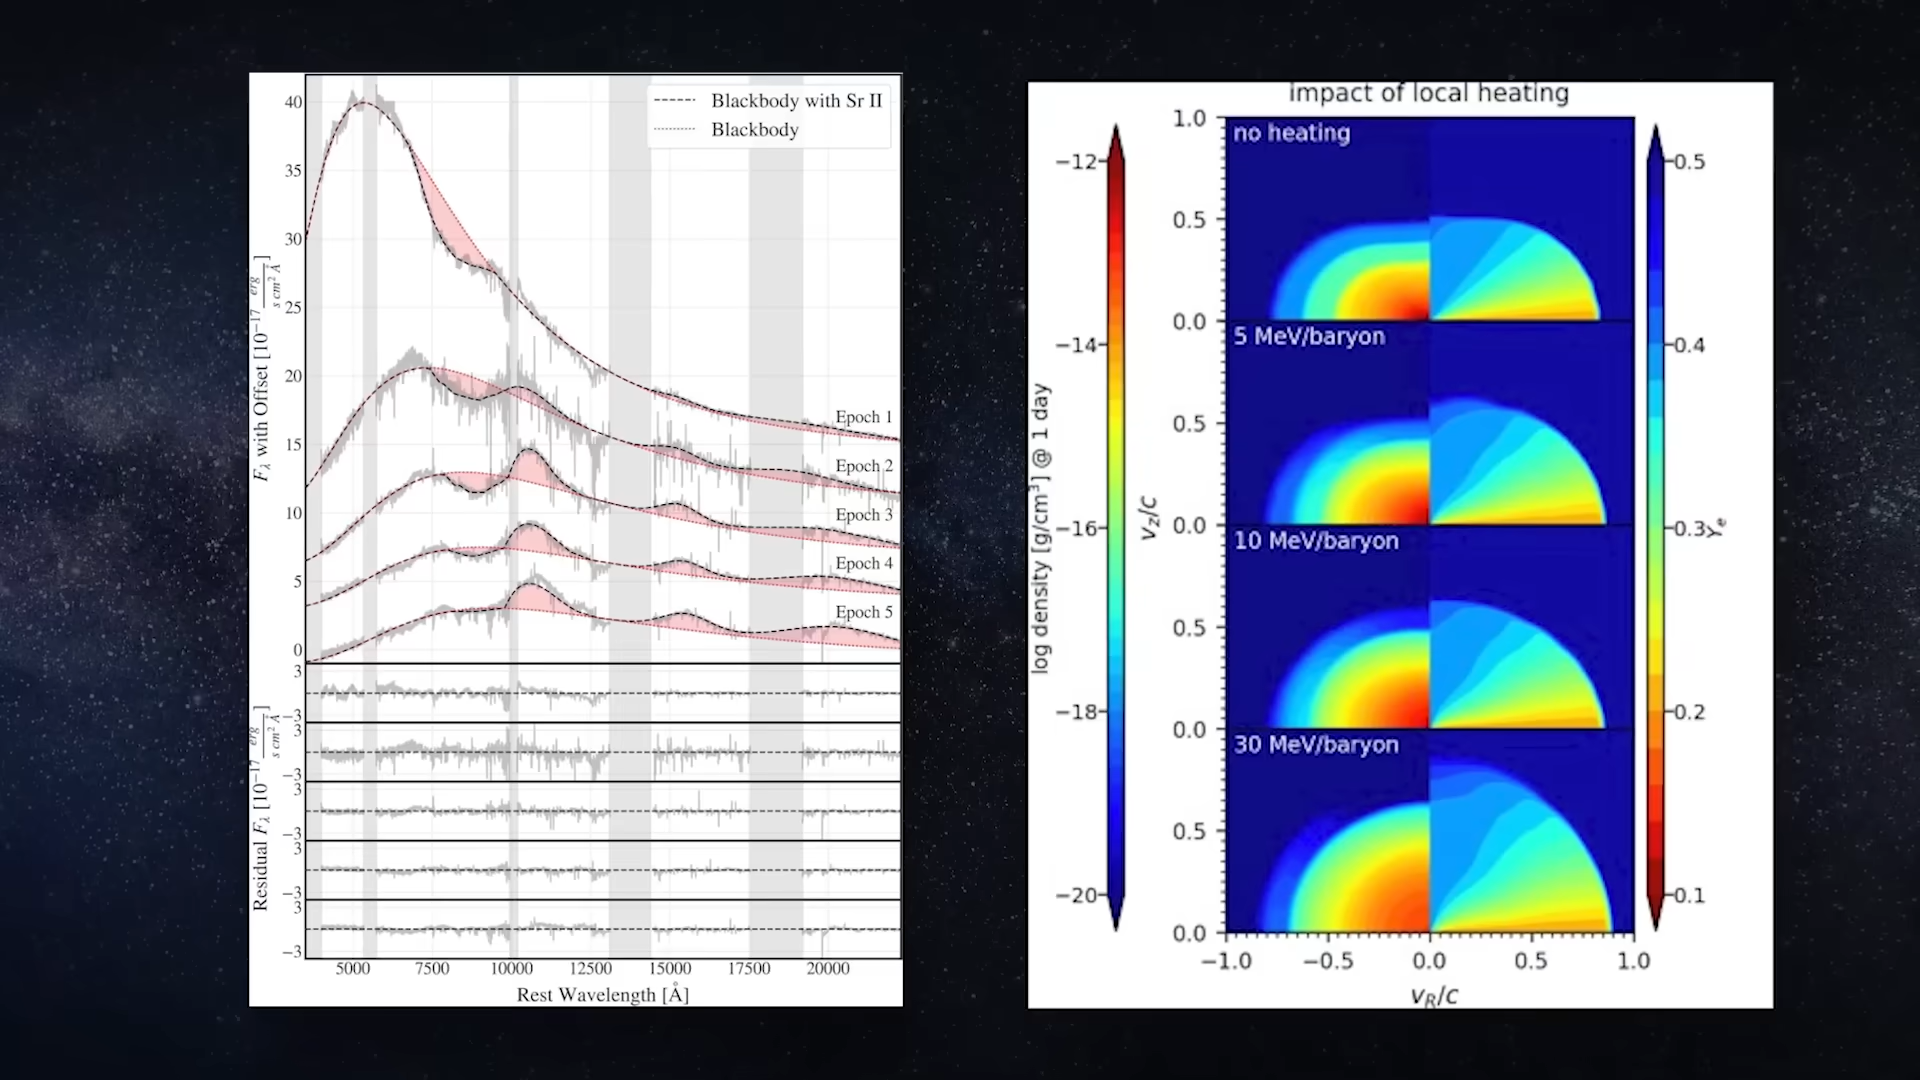 Blackbody with Sr II
Blackbody
40
35
30
25
20
15
10
5
0
Epoch 1
Epoch 2
Epoch 3
Epoch 4
Epoch 5
F_λ with Offset [10⁻¹⁷ erg / s cm² Å]
3
−3
3
−3
3
−3
3
−3
3
−3
Residual F_λ [10⁻¹⁷ erg / s cm² Å]
5000 7500 10000 12500 15000 17500 20000
Rest Wavelength [Å]
impact of local heating
−12
−14
−16
−18
−20
log density [g/cm³] @ 1 day
v_z/c
1.0
0.5
0.0
0.5
0.0
0.5
0.0
0.5
0.0
no heating
5 MeV/baryon
10 MeV/baryon
30 MeV/baryon
−1.0 −0.5 0.0 0.5 1.0
v_R/c
0.5
0.4
0.3
0.2
0.1
Y_e